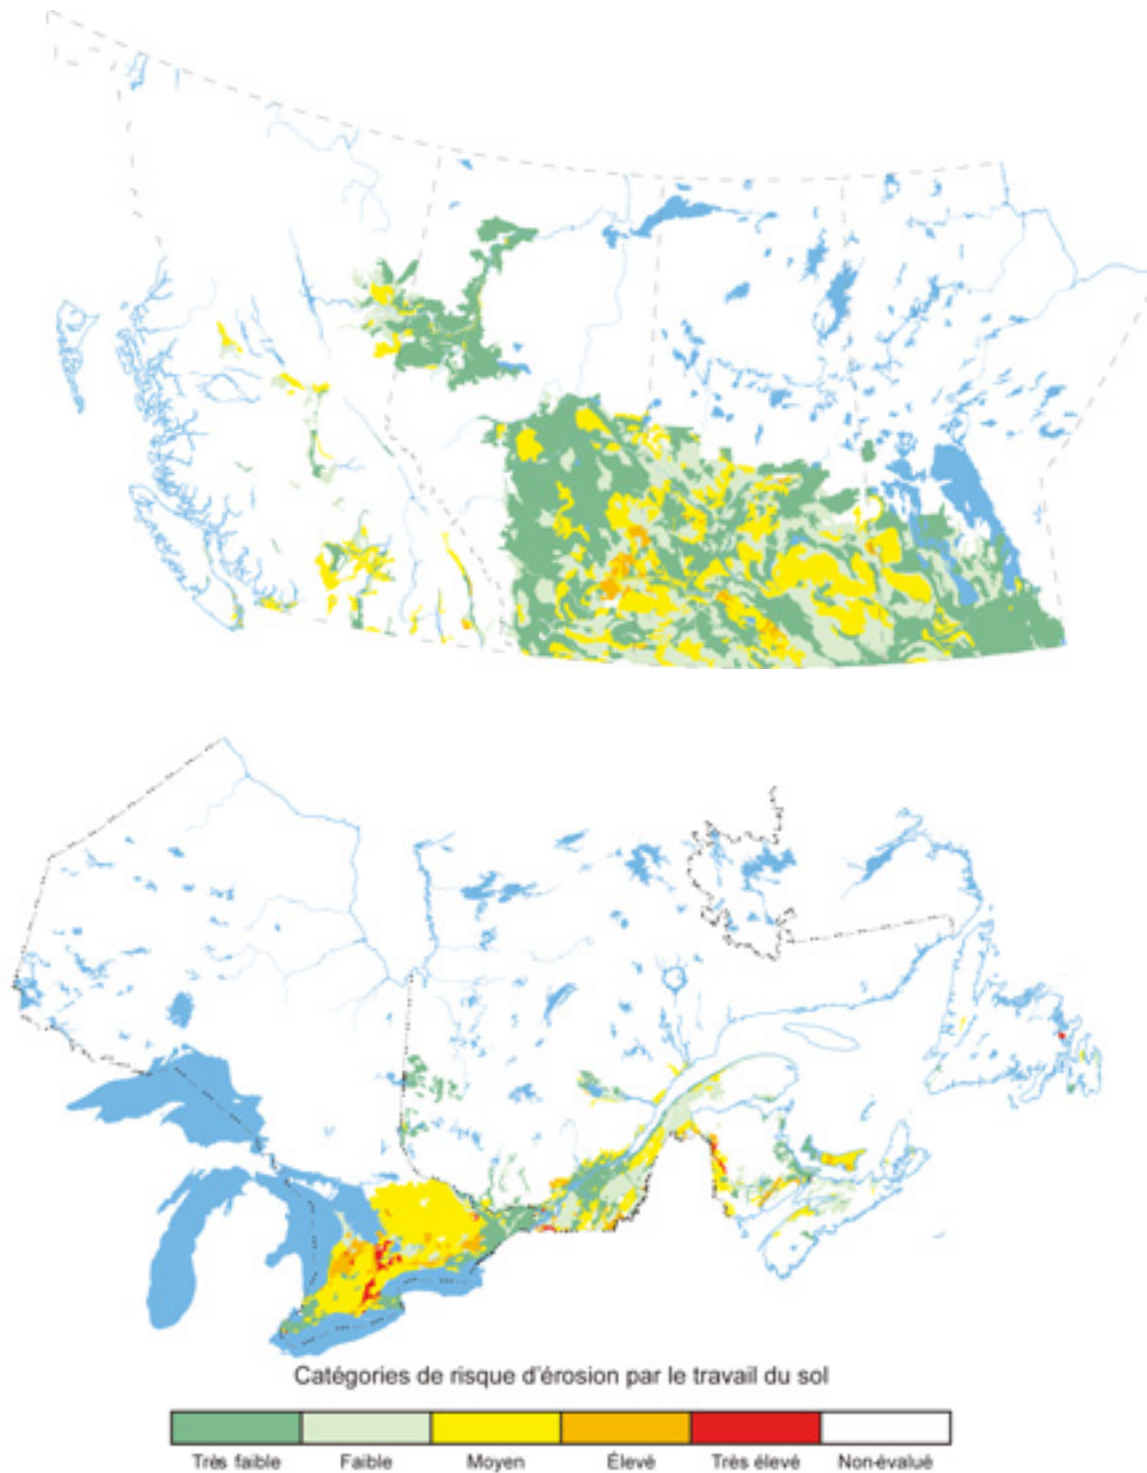 Catégories de risque d'érosion par le travail du sol
Très faible Faible Moyen Élevé Très élevé Non-évalué